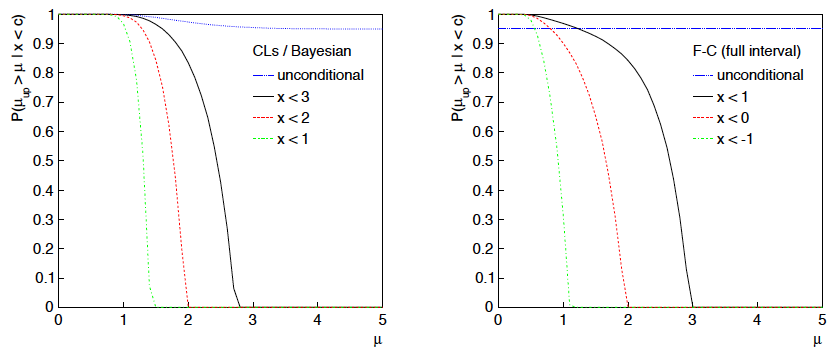 1
0.9
0.8
0.7
0.6
0.5
0.4
0.3
0.2
0.1
0
P(μup > μ | x < c)
CLs / Bayesian
unconditional
x < 3
x < 2
x < 1
0 1 2 3 4 5
μ
1
0.9
0.8
0.7
0.6
0.5
0.4
0.3
0.2
0.1
0
P(μup > μ | x < c)
F-C (full interval)
unconditional
x < 1
x < 0
x < -1
0 1 2 3 4 5
μ